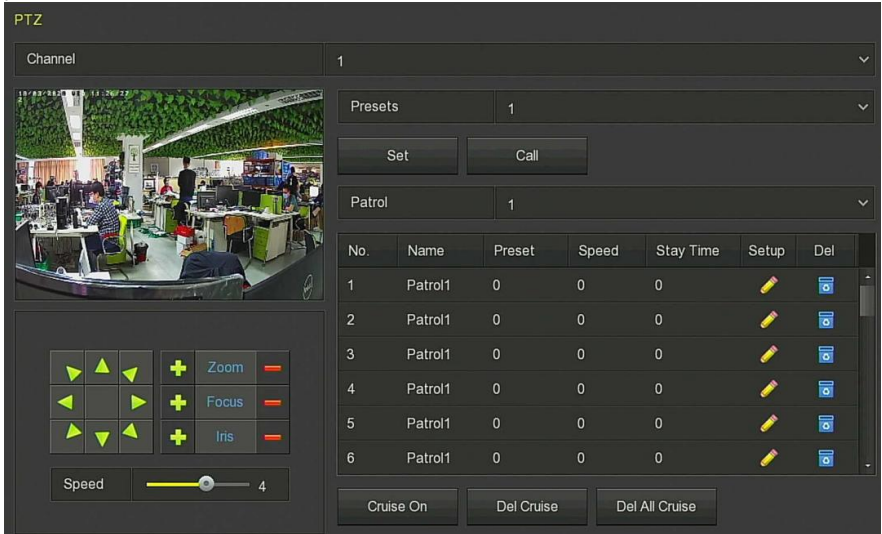 PTZ
Channel 1
Presets 1
Set Call
Patrol 1
No. Name Preset Speed Stay Time Setup Del
1 Patrol1 0 0 0
2 Patrol1 0 0 0
3 Patrol1 0 0 0
4 Patrol1 0 0 0
5 Patrol1 0 0 0
6 Patrol1 0 0 0
Zoom
Focus
Iris
Speed 4
Cruise On Del Cruise Del All Cruise